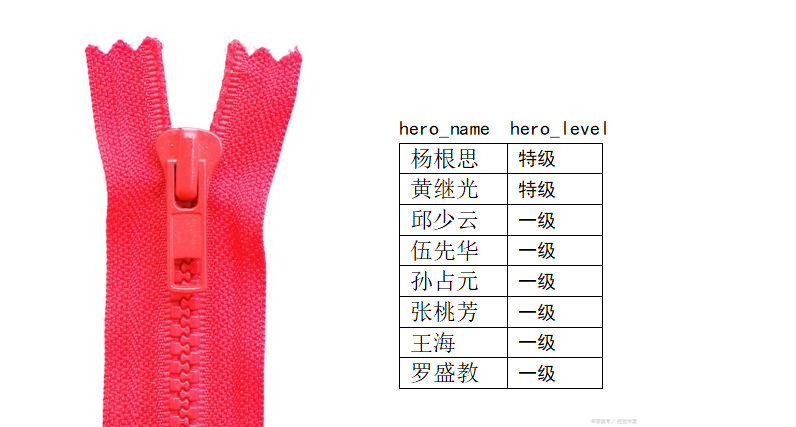 hero_name hero_level
杨根思 特级
黄继光 特级
邱少云 一级
伍先华 一级
孙占元 一级
张桃芳 一级
王海 一级
罗盛教 一级